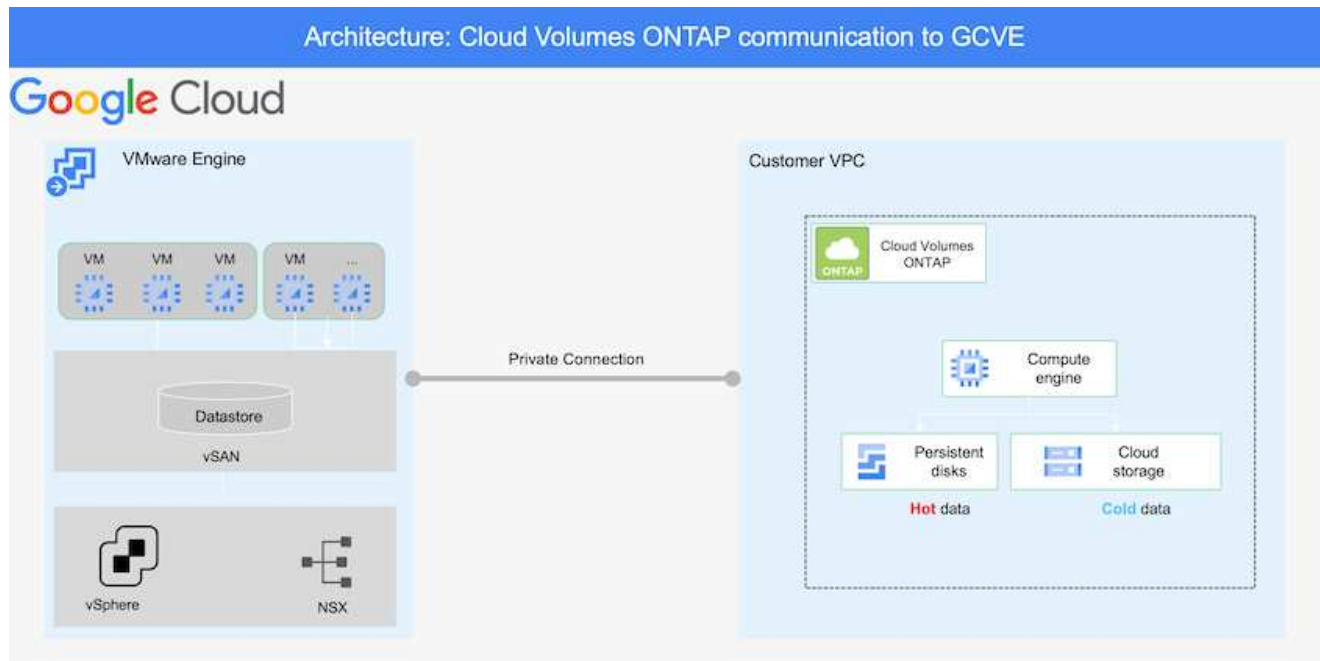 Architecture: Cloud Volumes ONTAP communication to GCVE
Google Cloud
VMware Engine
VM VM VM VM ...
Datastore
vSAN
vSphere
NSX
Private Connection
Customer VPC
ONTAP
Cloud Volumes
ONTAP
Compute
engine
Persistent
disks
Hot data
Cloud
storage
Cold data